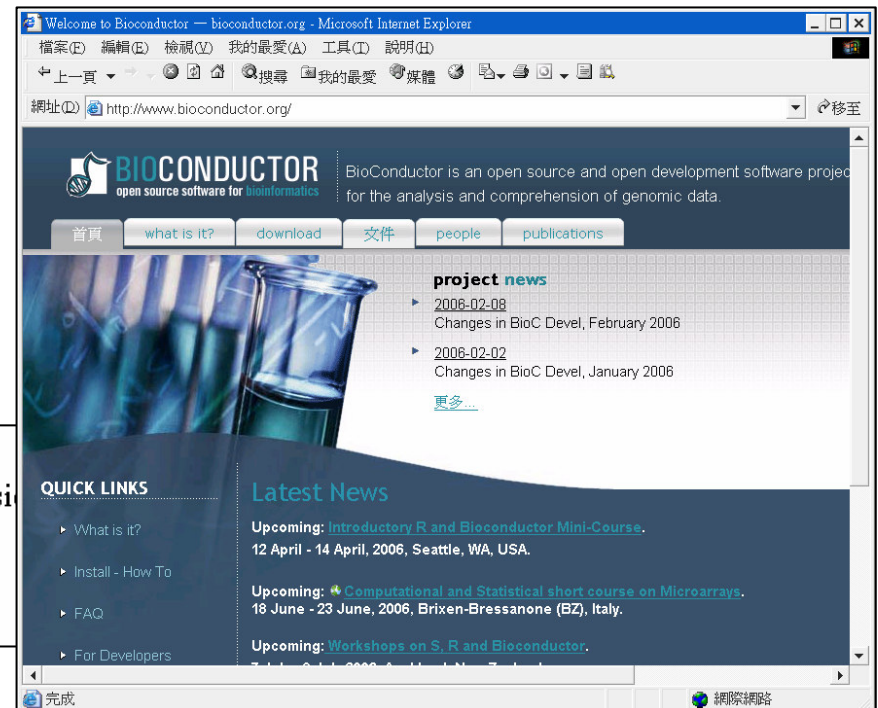 Welcome to Bioconductor — bioconductor.org - Microsoft Internet Explorer
檔案(F) 編輯(E) 檢視(V) 我的最愛(A) 工具(T) 說明(H)
上一頁 搜尋 我的最愛 媒體
網址(D) http://www.bioconductor.org/ 移至
BIOCONDUCTOR
open source software for bioinformatics
BioConductor is an open source and open development software projec
for the analysis and comprehension of genomic data.
首頁 what is it? download 文件 people publications
project news
2006-02-08
Changes in BioC Devel, February 2006
2006-02-02
Changes in BioC Devel, January 2006
更多...
QUICK LINKS
What is it?
Install - How To
FAQ
For Developers
Latest News
Upcoming: Introductory R and Bioconductor Mini-Course.
12 April - 14 April, 2006, Seattle, WA, USA.
Upcoming: Computational and Statistical short course on Microarrays.
18 June - 23 June, 2006, Brixen-Bressanone (BZ), Italy.
Upcoming: Workshops on S, R and Bioconductor.
完成 網際網路